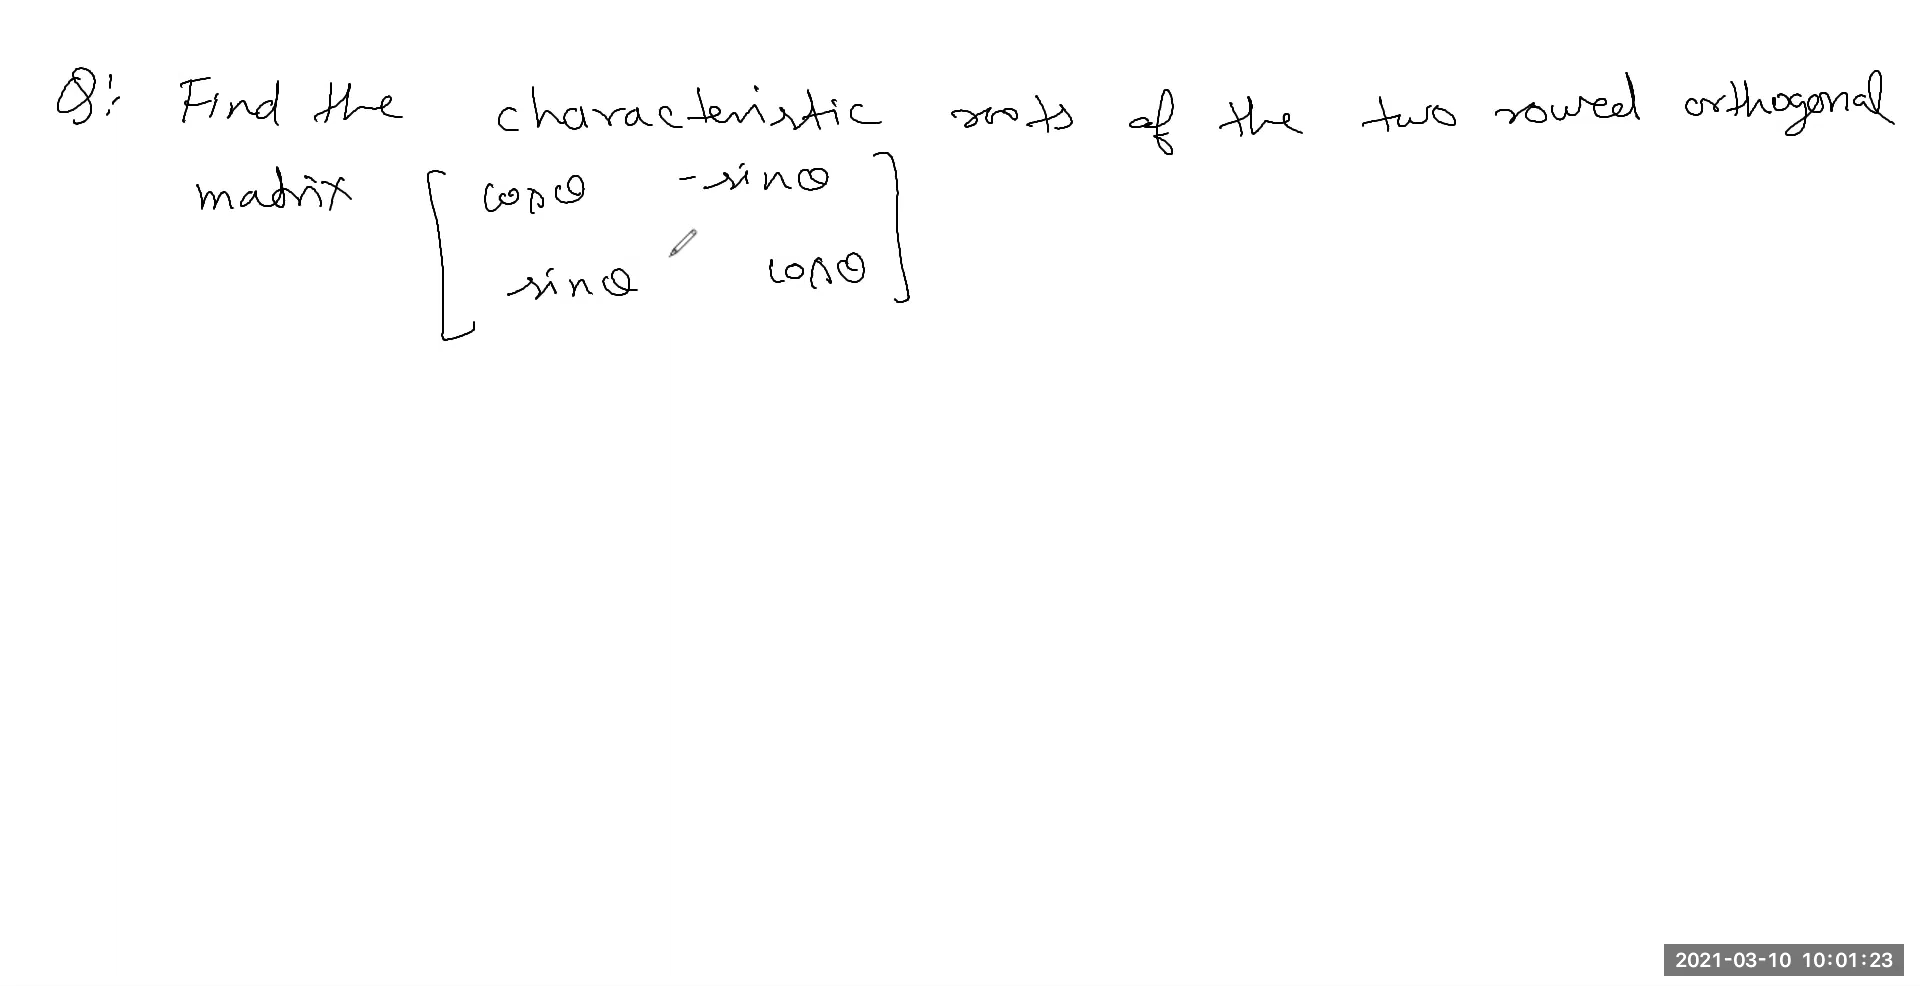 Q:- Find the characteristic roots of the two rowed orthogonal
matrix [ cosθ -sinθ
sinθ cosθ ]
2021-03-10 10:01:23